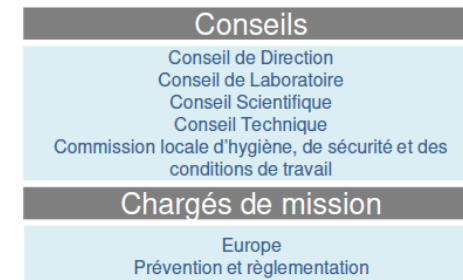 Conseils
Conseil de Direction
Conseil de Laboratoire
Conseil Scientifique
Conseil Technique
Commission locale d'hygiène, de sécurité et des
conditions de travail
Chargés de mission
Europe
Prévention et règlementation